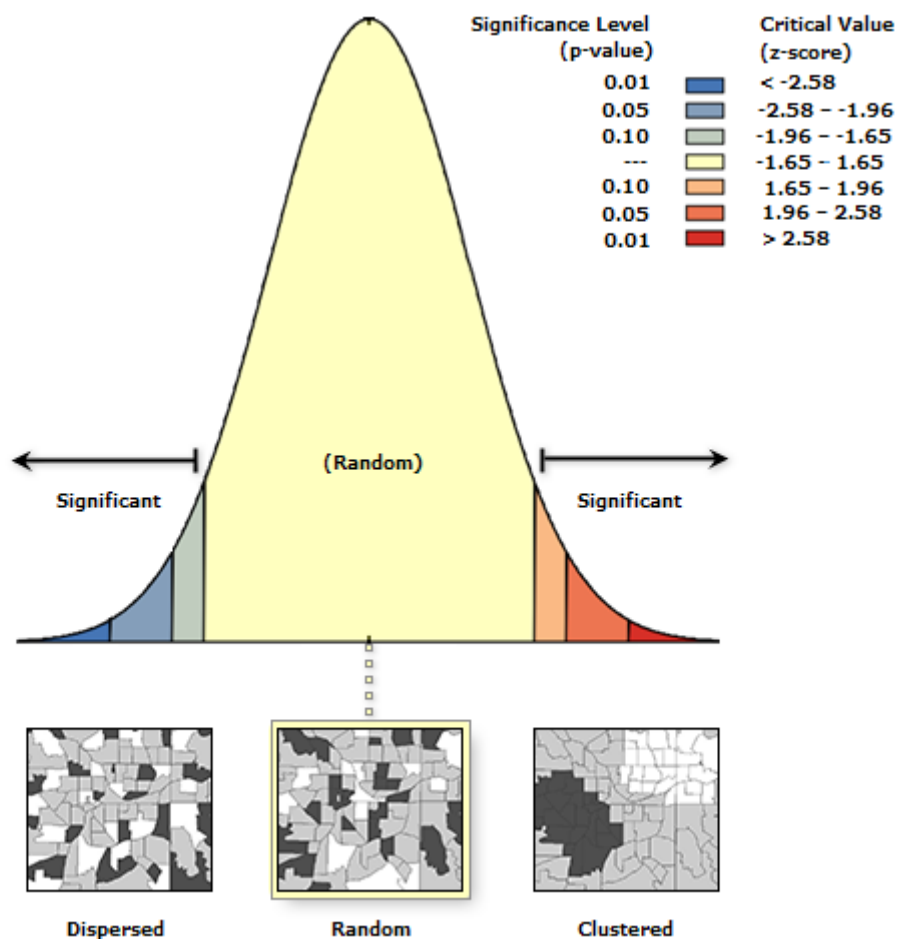 Significance Level Critical Value
(p-value) (z-score)
0.01 < -2.58
0.05 -2.58 – -1.96
0.10 -1.96 – -1.65
--- -1.65 – 1.65
0.10 1.65 – 1.96
0.05 1.96 – 2.58
0.01 > 2.58
(Random)
Significant Significant
Dispersed Random Clustered